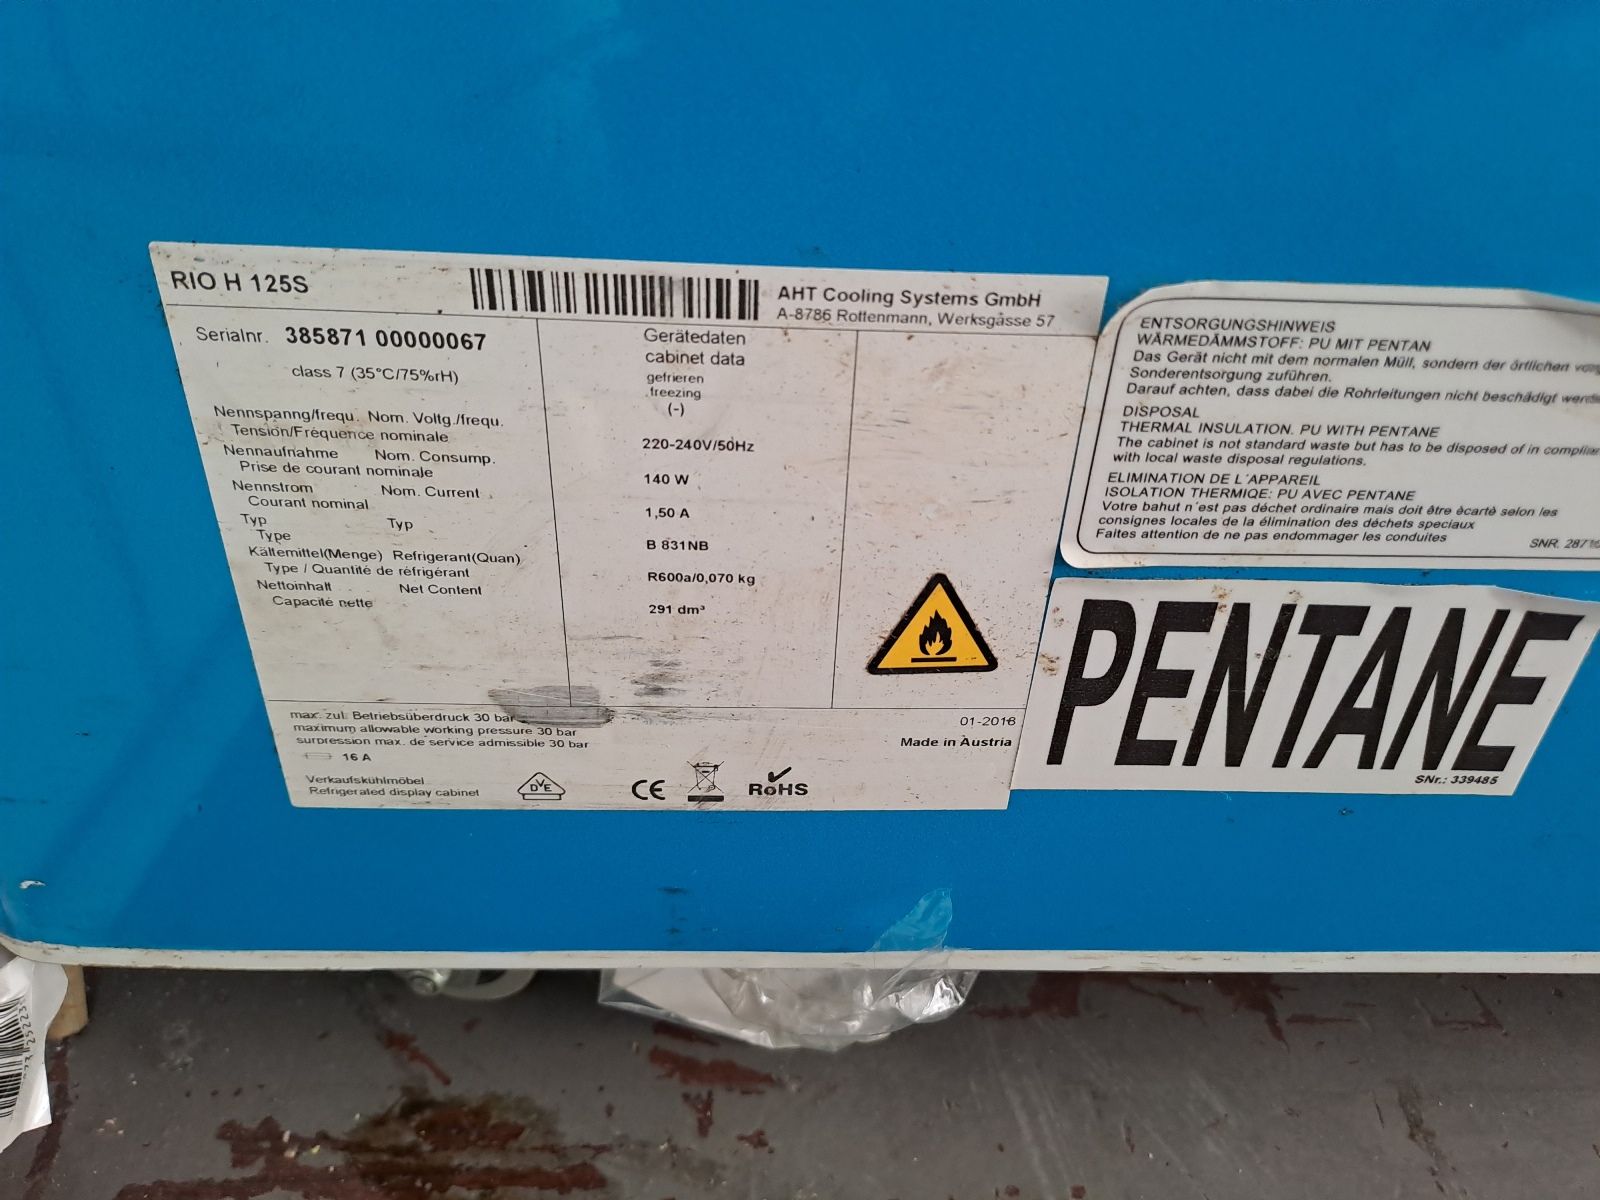 RIO H 125S
AHT Cooling Systems GmbH
A-8786 Rottenmann, Werksgasse 57
Serialnr. 385871 00000067
class 7 (35°C/75%rH)
Gerätedaten
cabinet data
gefrieren
freezing
(-)
Nennspanng/frequ. Nom. Voltg./frequ.
Tension/Fréquence nominale
220-240V/50Hz
Nennaufnahme Nom. Consump.
Prise de courant nominale
140 W
Nennstrom Nom. Current
Courant nominal
1,50 A
Typ Typ
Type
B 831NB
Kältemittel(Menge) Refrigerant(Quan)
Type / Quantité de réfrigérant
R600a/0,070 kg
Nettoinhalt Net Content
Capacité nette
291 dm³
max. zul. Betriebsüberdruck 30 bar
maximum allowable working pressure 30 bar
surpression max. de service admissible 30 bar
16 A
01-2018
Made in Austria
Verkaufskühlmöbel
Refrigerated display cabinet
DVE
CE
RoHS
ENTSORGUNGSHINWEIS
WÄRMEDÄMMSTOFF: PU MIT PENTAN
Das Gerät nicht mit dem normalen Müll, sondern der örtlichen
Sonderentsorgung zuführen.
Darauf achten, dass dabei die Rohrleitungen nicht beschädigt
DISPOSAL
THERMAL INSULATION. PU WITH PENTANE
The cabinet is not standard waste but has to be disposed of in
with local waste disposal regulations.
ELIMINATION DE L'APPAREIL
ISOLATION THERMIQE: PU AVEC PENTANE
Votre bahut n'est pas déchet ordinaire mais doit être ècartè selon les
consignes locales de la élimination des déchets speciaux
Faites attention de ne pas endommager les conduites
SNR. 
PENTANE
SNr.: 339485